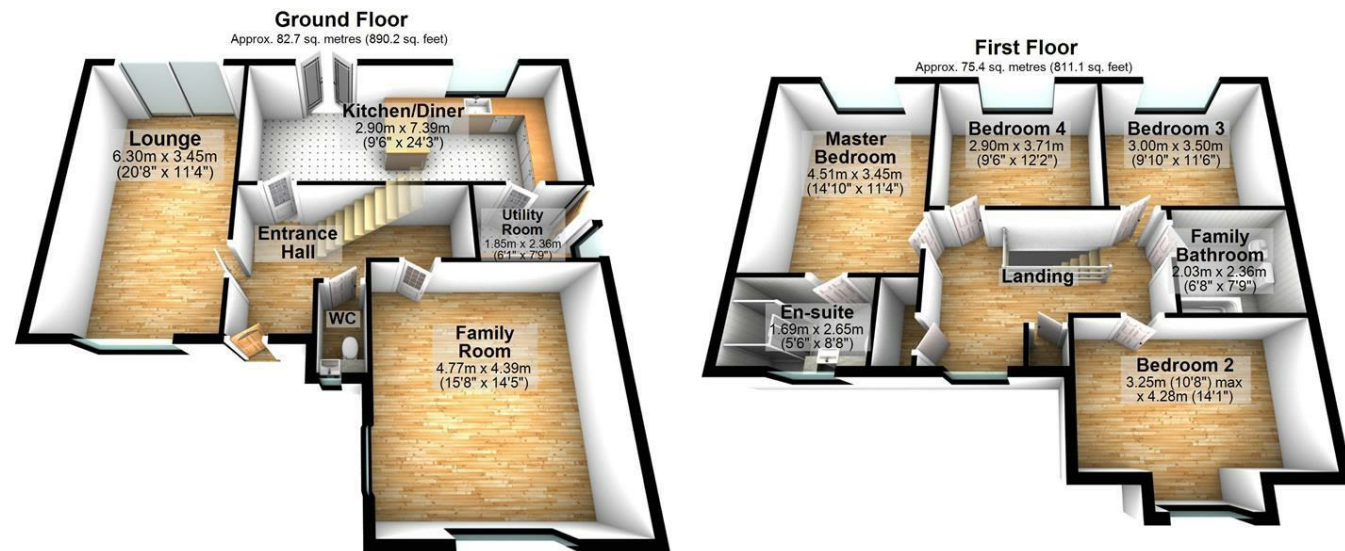 Ground Floor
Approx. 82.7 sq. metres (890.2 sq. feet)
Lounge
6.30m x 3.45m
(20'8" x 11'4")
Kitchen/Diner
2.90m x 7.39m
(9'6" x 24'3")
Entrance
Hall
Utility
Room
1.85m x 2.36m
(6'1" x 7'9")
WC
Family
Room
4.77m x 4.39m
(15'8" x 14'5")
First Floor
Approx. 75.4 sq. metres (811.1 sq. feet)
Master
Bedroom
4.51m x 3.45m
(14'10" x 11'4")
Bedroom 4
2.90m x 3.71m
(9'6" x 12'2")
Bedroom 3
3.00m x 3.50m
(9'10" x 11'6")
Landing
Family
Bathroom
2.03m x 2.36m
(6'8" x 7'9")
En-suite
1.69m x 2.65m
(5'6" x 8'8")
Bedroom 2
3.25m (10'8") max
x 4.28m (14'1")